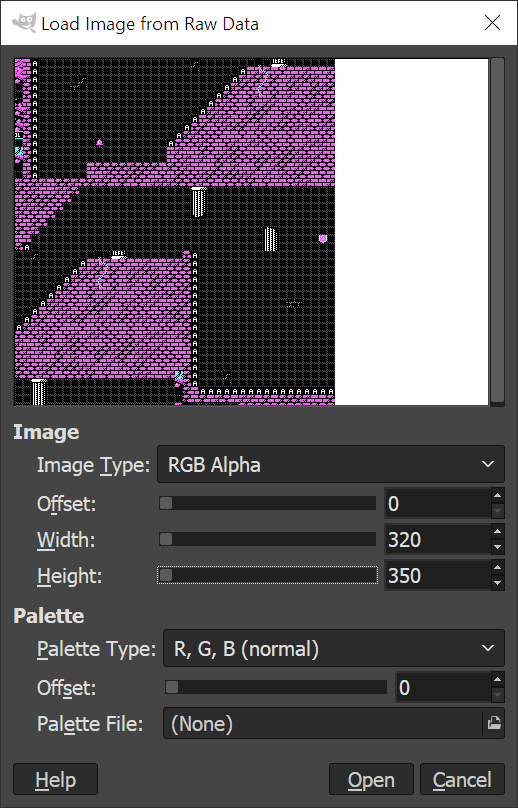 Load Image from Raw Data
Image
Image Type: RGB Alpha
Offset: 0
Width: 320
Height: 350
Palette
Palette Type: R, G, B (normal)
Offset: 0
Palette File: (None)
Help Open Cancel